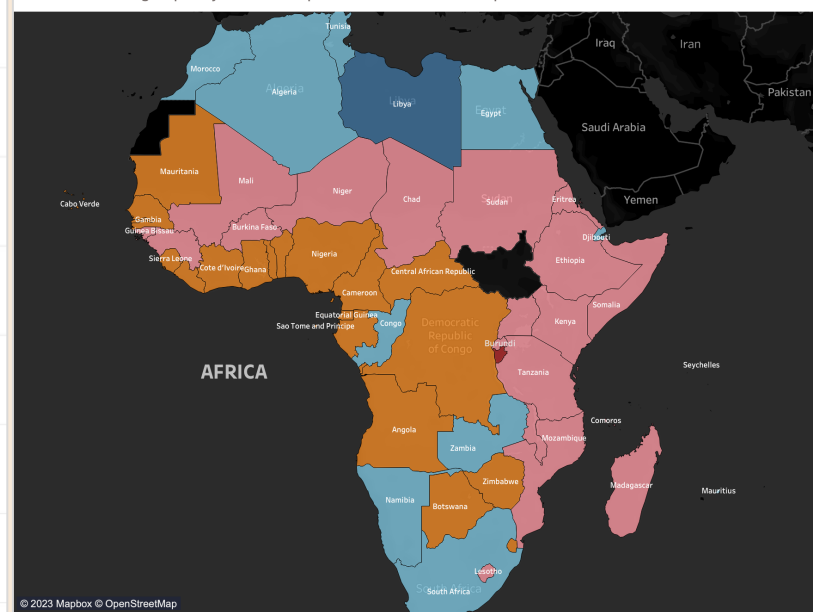 Tunisia
Iraq
Iran
Morocco
Algeria
Libya
Egypt
Pakistan
Saudi Arabia
Mauritania
Mali
Niger
Chad
Sudan
Eritrea
Yemen
Cabo Verde
Gambia
Guinea Bissau
Burkina Faso
Djibouti
Sierra Leone
Cote d'Ivoire
Ghana
Nigeria
Central African Republic
Ethiopia
Cameroon
Somalia
Equatorial Guinea
Sao Tome and Principe
Congo
Democratic
Republic
of Congo
Kenya
Burundi
AFRICA
Tanzania
Seychelles
Comoros
Angola
Zambia
Mozambique
Zimbabwe
Madagascar
Mauritius
Namibia
Botswana
Lesotho
South Africa
© 2023 Mapbox © OpenStreetMap